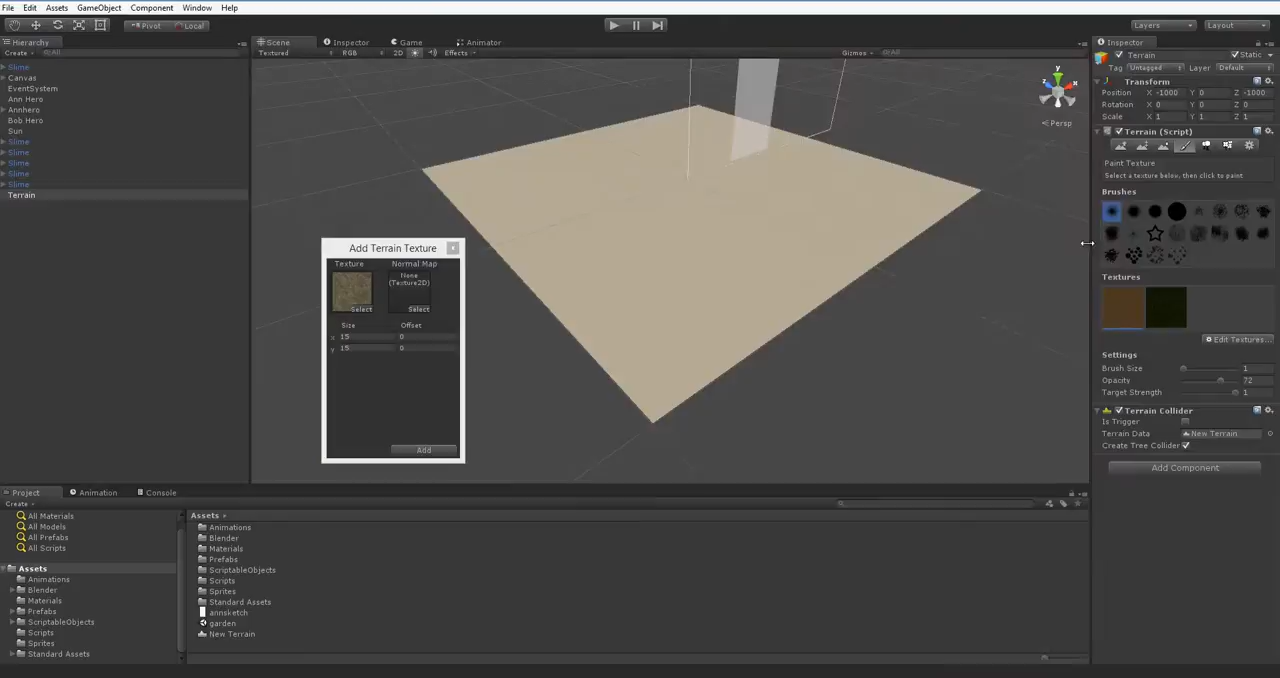 File Edit Assets GameObject Component Window Help
Pivot Local Layers Layout
Hierarchy
Create All
Slime
Canvas
EventSystem
Ann Hero
Annhero
Bob Hero
Sun
Slime
Slime
Slime
Slime
Slime
Terrain
Scene Inspector Game Animator
Textured RGB 2D Effects Gizmos All
y
z x
Persp
Add Terrain Texture
Texture Normal Map
None
(Texture2D)
Select Select
Size Offset
x 15 0
y 15 0
Add
Inspector
Terrain Static
Tag Untagged Layer Default
Transform
Position X -1000 Y 0 Z -1000
Rotation X 0 Y 0 Z 0
Scale X 1 Y 1 Z 1
Terrain (Script)
Paint Texture
Select a texture below, then click to paint
Brushes
Textures
Edit Textures...
Settings
Brush Size 1
Opacity 72
Target Strength 1
Terrain Collider
Is Trigger
Terrain Data New Terrain
Create Tree Collider
Add Component
Project Animation Console
Create
All Materials
All Models
All Prefabs
All Scripts
Assets
Animations
Blender
Materials
Prefabs
ScriptableObjects
Scripts
Sprites
Standard Assets
Assets
Animations
Blender
Materials
Prefabs
ScriptableObjects
Scripts
Sprites
Standard Assets
annsketch
garden
New Terrain